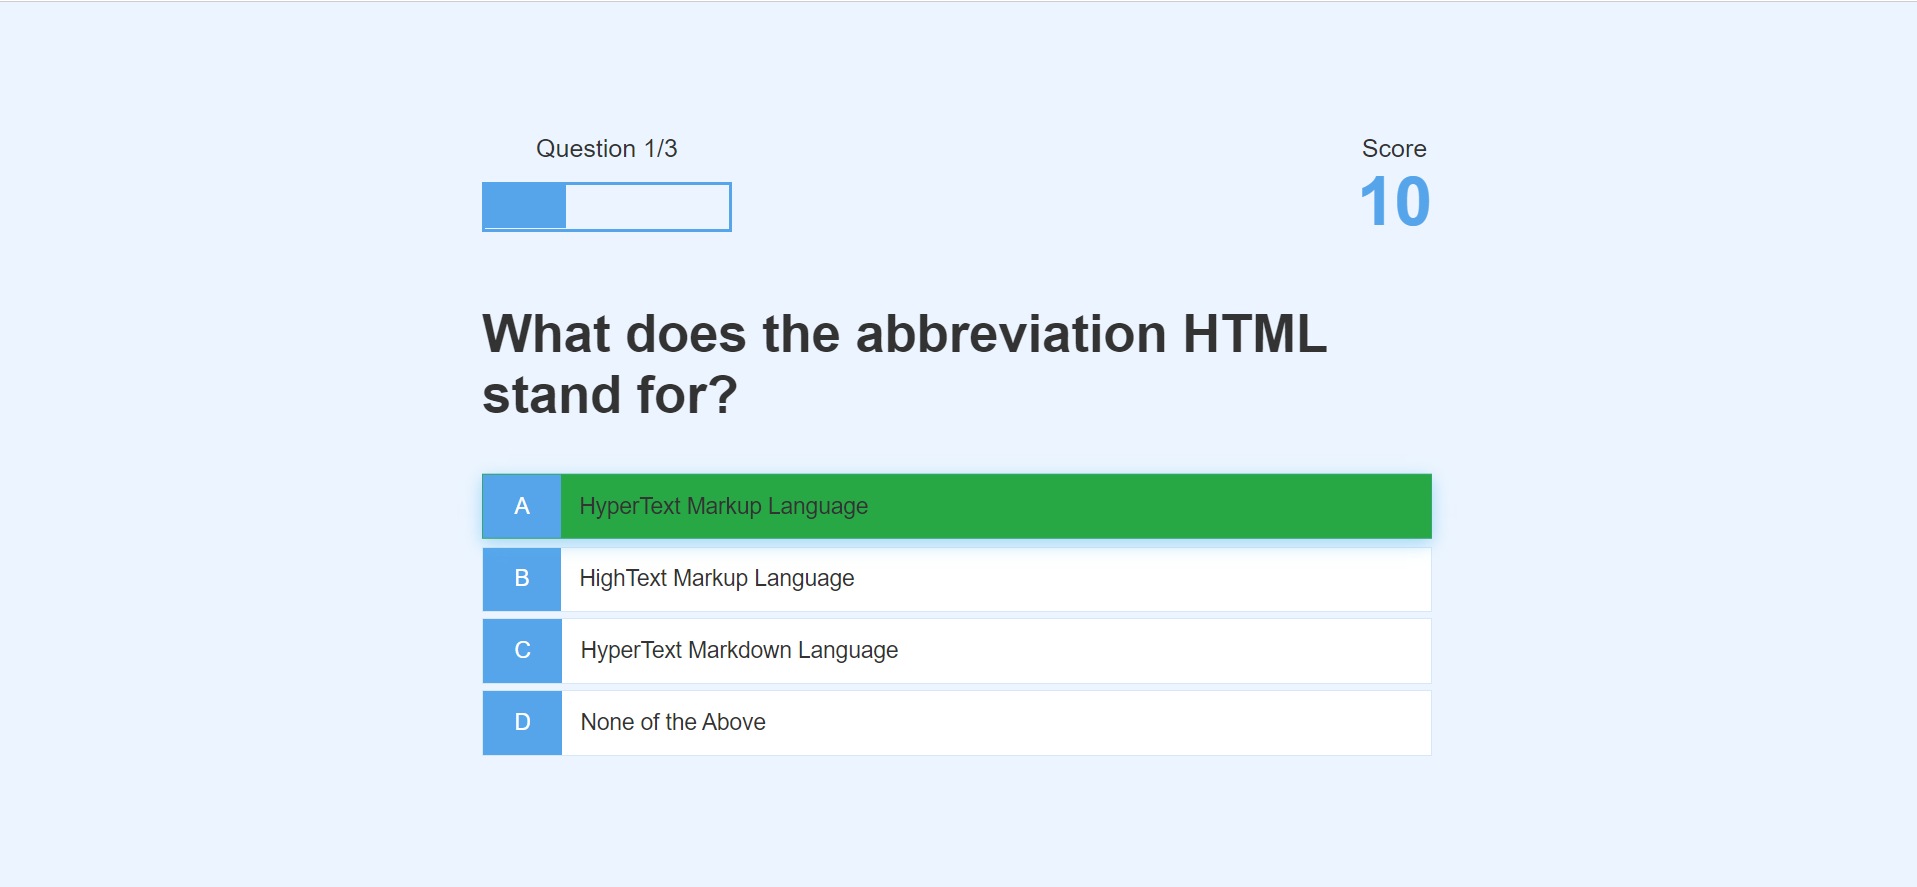 Question 1/3
Score
10
What does the abbreviation HTML
stand for?
A HyperText Markup Language
B HighText Markup Language
C HyperText Markdown Language
D None of the Above